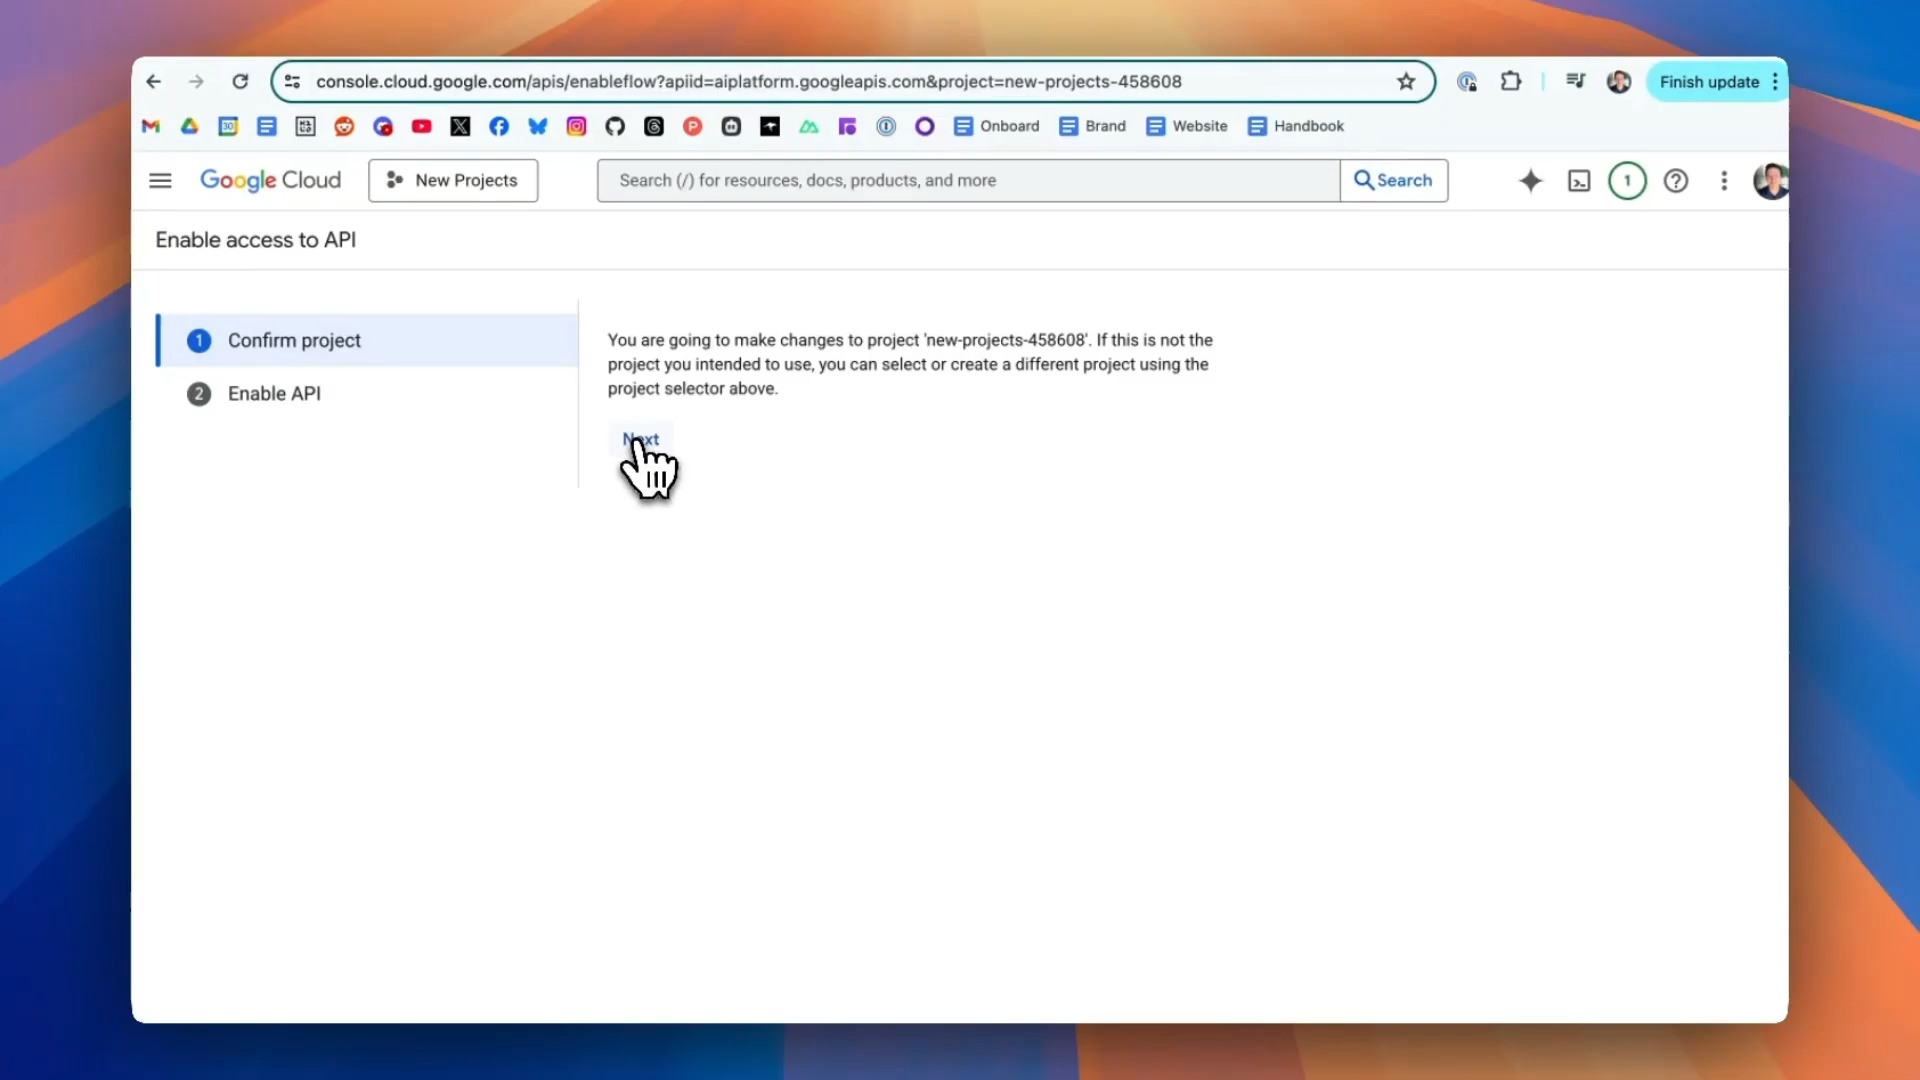 console.cloud.google.com/apis/enableflow?apiid=aiplatform.googleapis.com&project=new-projects-458608
Finish update
Onboard
Brand
Website
Handbook
Google Cloud
New Projects
Search (/) for resources, docs, products, and more
Search
1
Enable access to API
1 Confirm project
2 Enable API
You are going to make changes to project 'new-projects-458608'. If this is not the
project you intended to use, you can select or create a different project using the
project selector above.
Next